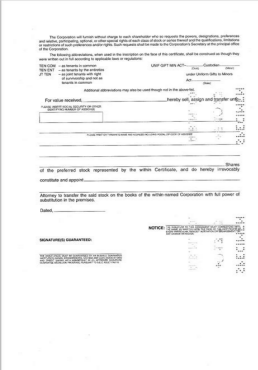 The Corporation will furnish without charge to each shareholder who so requests the powers, designations, preferences
and relative, participating, optional, or other special rights of each class of stock or series thereof and the qualifications, limitations
or restrictions of such preferences and/or rights. Such requests shall be made to the Corporation's Secretary at the principal office
of the Corporation.
The following abbreviations, when used in the inscription on the face of this certificate, shall be construed as though they
were written out in full according to applicable laws or regulations:
TEN COM – as tenants in common
UNIF GIFT MIN ACT-
Custodian
(Cust)
(Minor)
TEN ENT – as tenants by the entireties
JT TEN – as joint tenants with right
of survivorship and not as
tenants in common
under Uniform Gifts to Minors
Act
(State)
Additional abbreviations may also be used though not in the above list.
For value received hereby sell, assign and transfer unto
PLEASE INSERT SOCIAL SECURITY OR OTHER
IDENTIFYING NUMBER OF ASSIGNEE
Shares
of the preferred stock represented by the within Certificate, and do hereby irrevocably
constitute and appoint
Attorney to transfer the said stock on the books of the within-named Corporation with full power of
substitution in the premises.
Dated
NOTICE:
SIGNATURE(S) GUARANTEED: